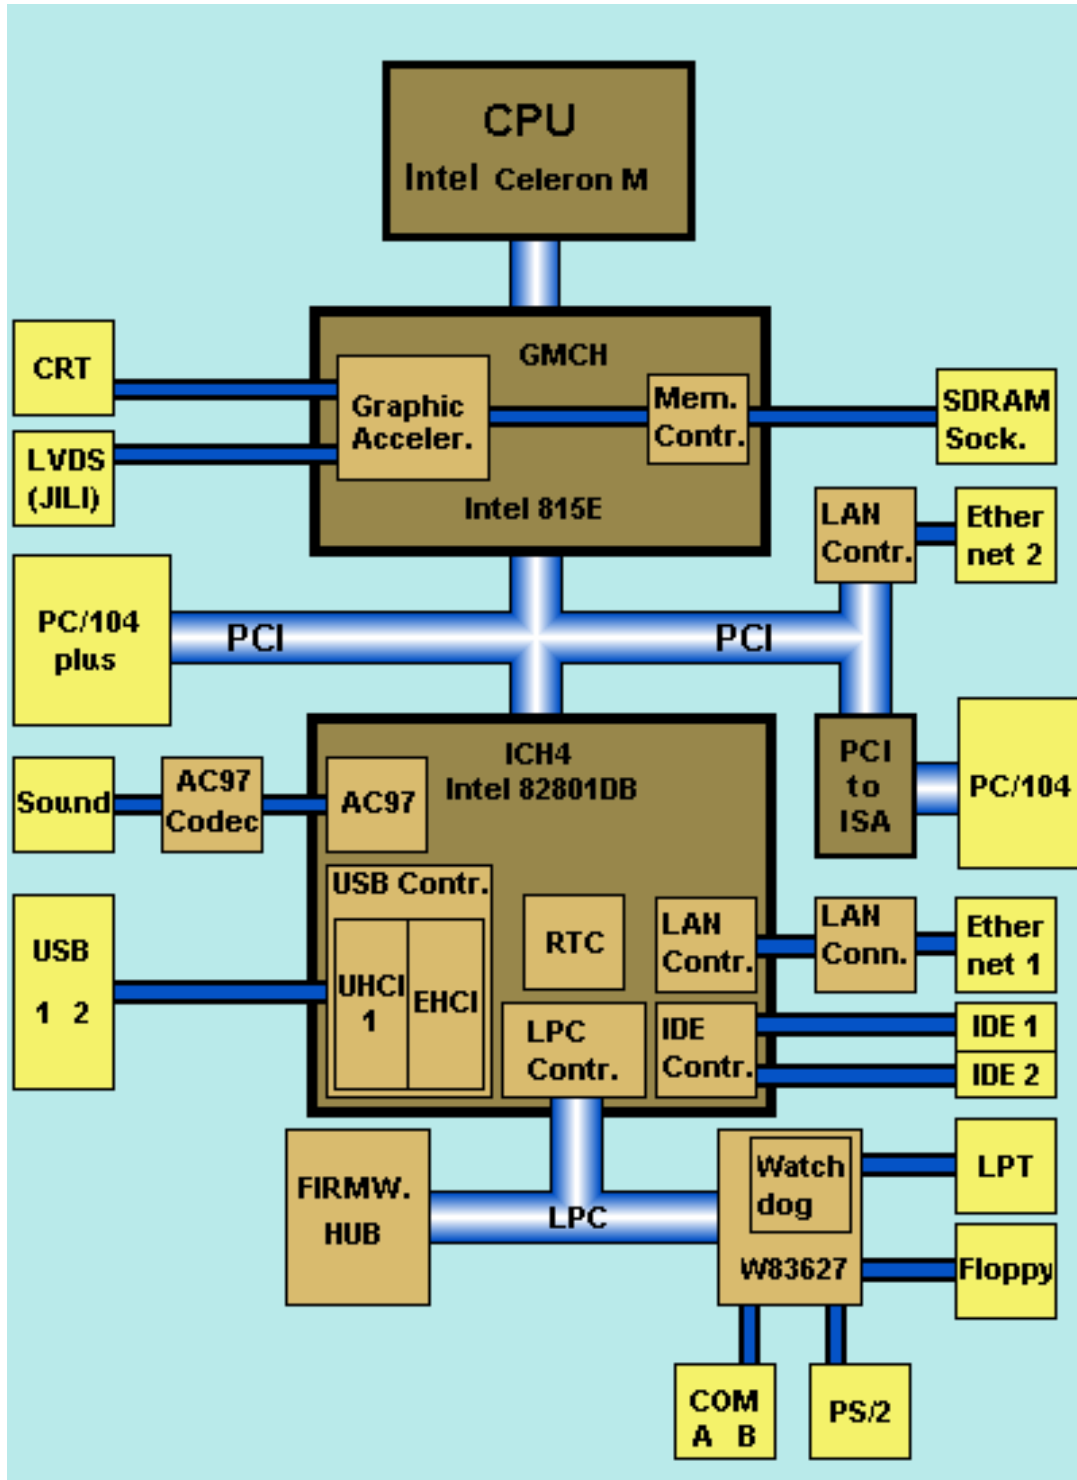 CPU
Intel Celeron M
GMCH
CRT
Graphic
Acceler.
Mem.
Contr.
SDRAM
Sock.
LVDS
(JILI)
Intel 815E
LAN
Contr.
Ether
net 2
PC/104
plus
PCI
PCI
ICH4
Intel 82801DB
PCI
to
ISA
PC/104
Sound
AC97
Codec
AC97
USB Contr.
USB
1 2
UHCI
1
EHCI
RTC
LAN
Contr.
LAN
Conn.
Ether
net 1
LPC
Contr.
IDE
Contr.
IDE 1
IDE 2
FIRMW.
HUB
LPC
Watch
dog
W83627
LPT
Floppy
COM
A B
PS/2